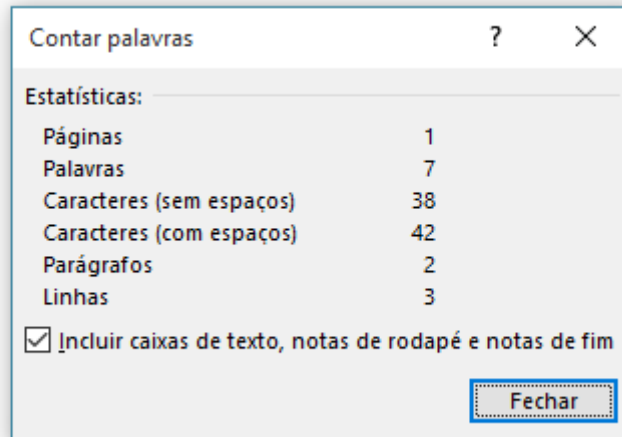 Contar palavras ?
Estatísticas:
Páginas 1
Palavras 7
Caracteres (sem espaços) 38
Caracteres (com espaços) 42
Parágrafos 2
Linhas 3
Incluir caixas de texto, notas de rodapé e notas de fim
Fechar